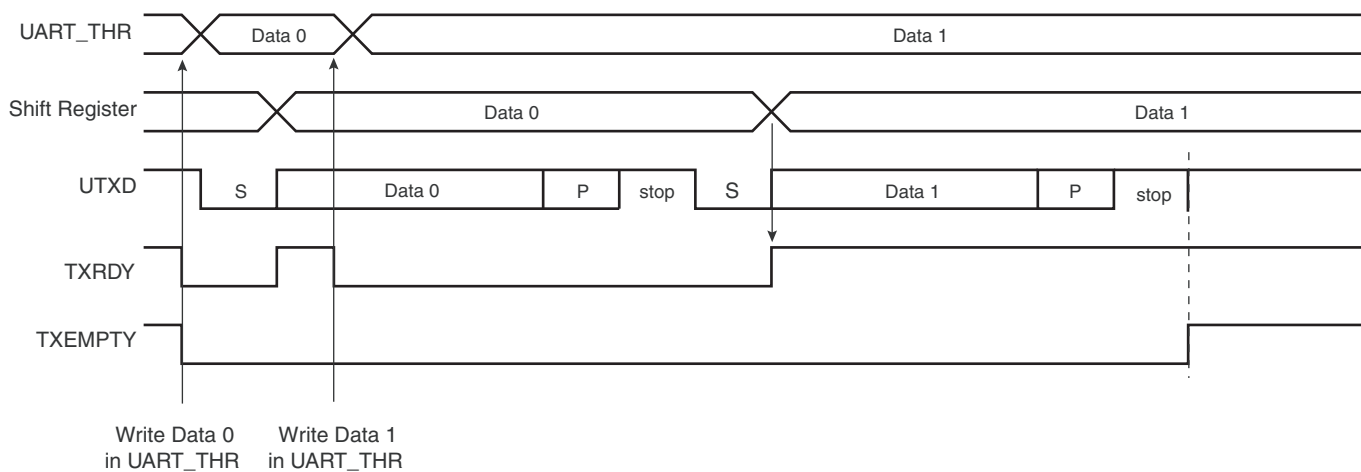 UART_THR
Data 0
Data 1
Shift Register
Data 0
Data 1
UTXD
S
Data 0
P
stop
S
Data 1
P
stop
TXRDY
TXEMPTY
Write Data 0
in UART_THR
Write Data 1
in UART_THR